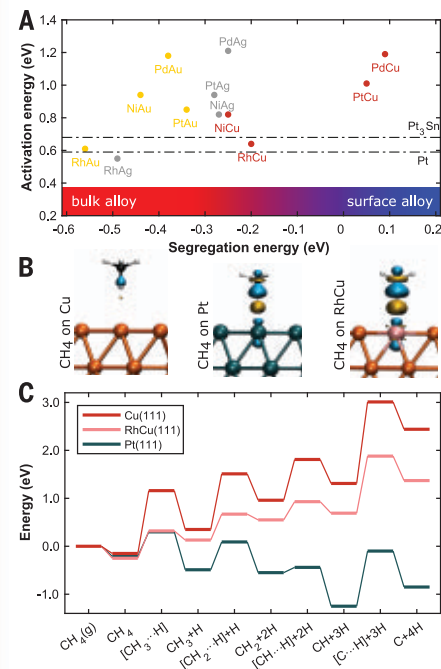 A
Activation energy (eV)
1.4
1.2
1.0
0.8
0.6
0.4
0.2
PdAu
PdAg
PdCu
PtCu
NiAu
PtAg
NiAg
PtAu
NiCu
RhAu
RhAg
RhCu
Pt₃Sn
Pt
bulk alloy
surface alloy
-0.6 -0.5 -0.4 -0.3 -0.2 -0.1 0 0.1 0.2
Segregation energy (eV)
B
CH₄ on Cu
CH₄ on Pt
CH₄ on RhCu
C
Energy (eV)
3.0
2.0
1.0
0.0
-1.0
Cu(111)
RhCu(111)
Pt(111)
CH₄(g)
CH₄
[CH₃···H]
CH₃+H
[CH₂···H]+H
CH₂+2H
[CH···H]+2H
CH+3H
[C···H]+3H
C+4H